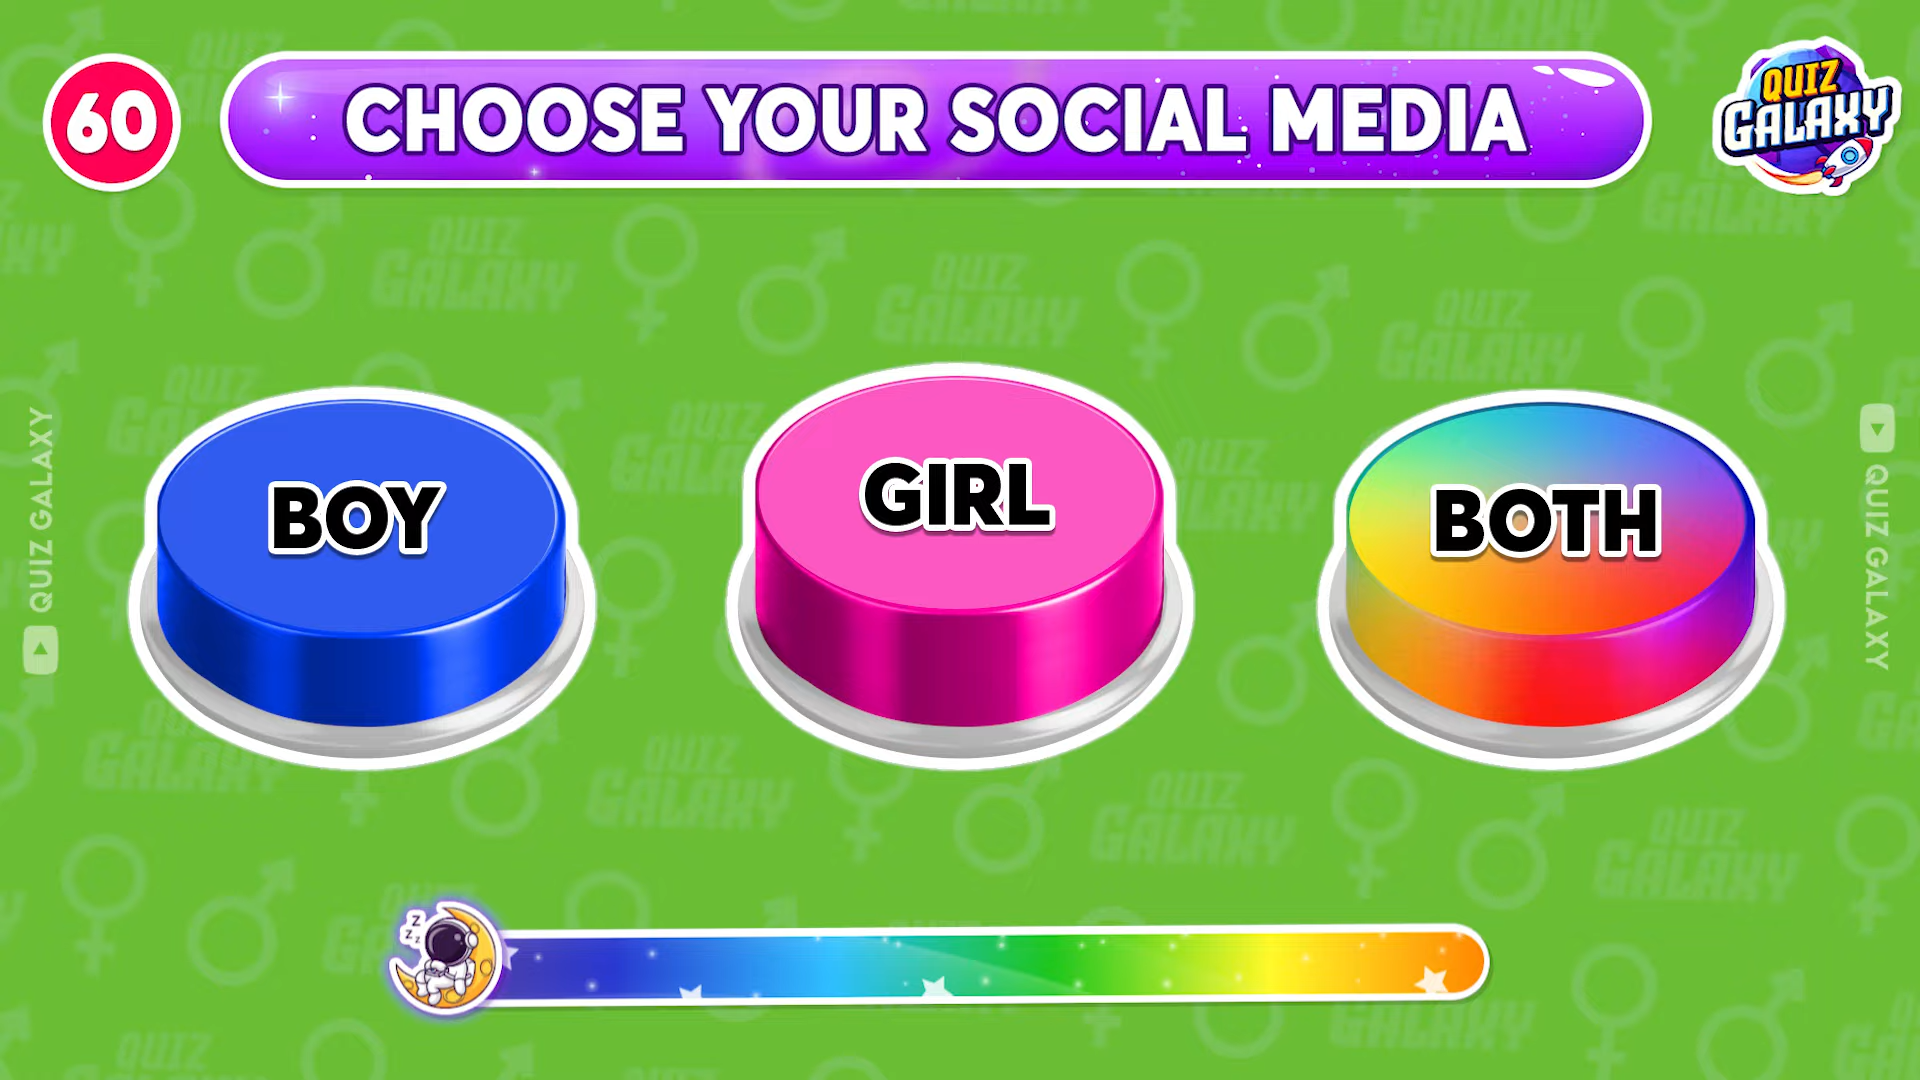 60
CHOOSE YOUR SOCIAL MEDIA
QUIZ
GALAXY
BOY
GIRL
BOTH
QUIZ GALAXY
QUIZ GALAXY
z
z
z